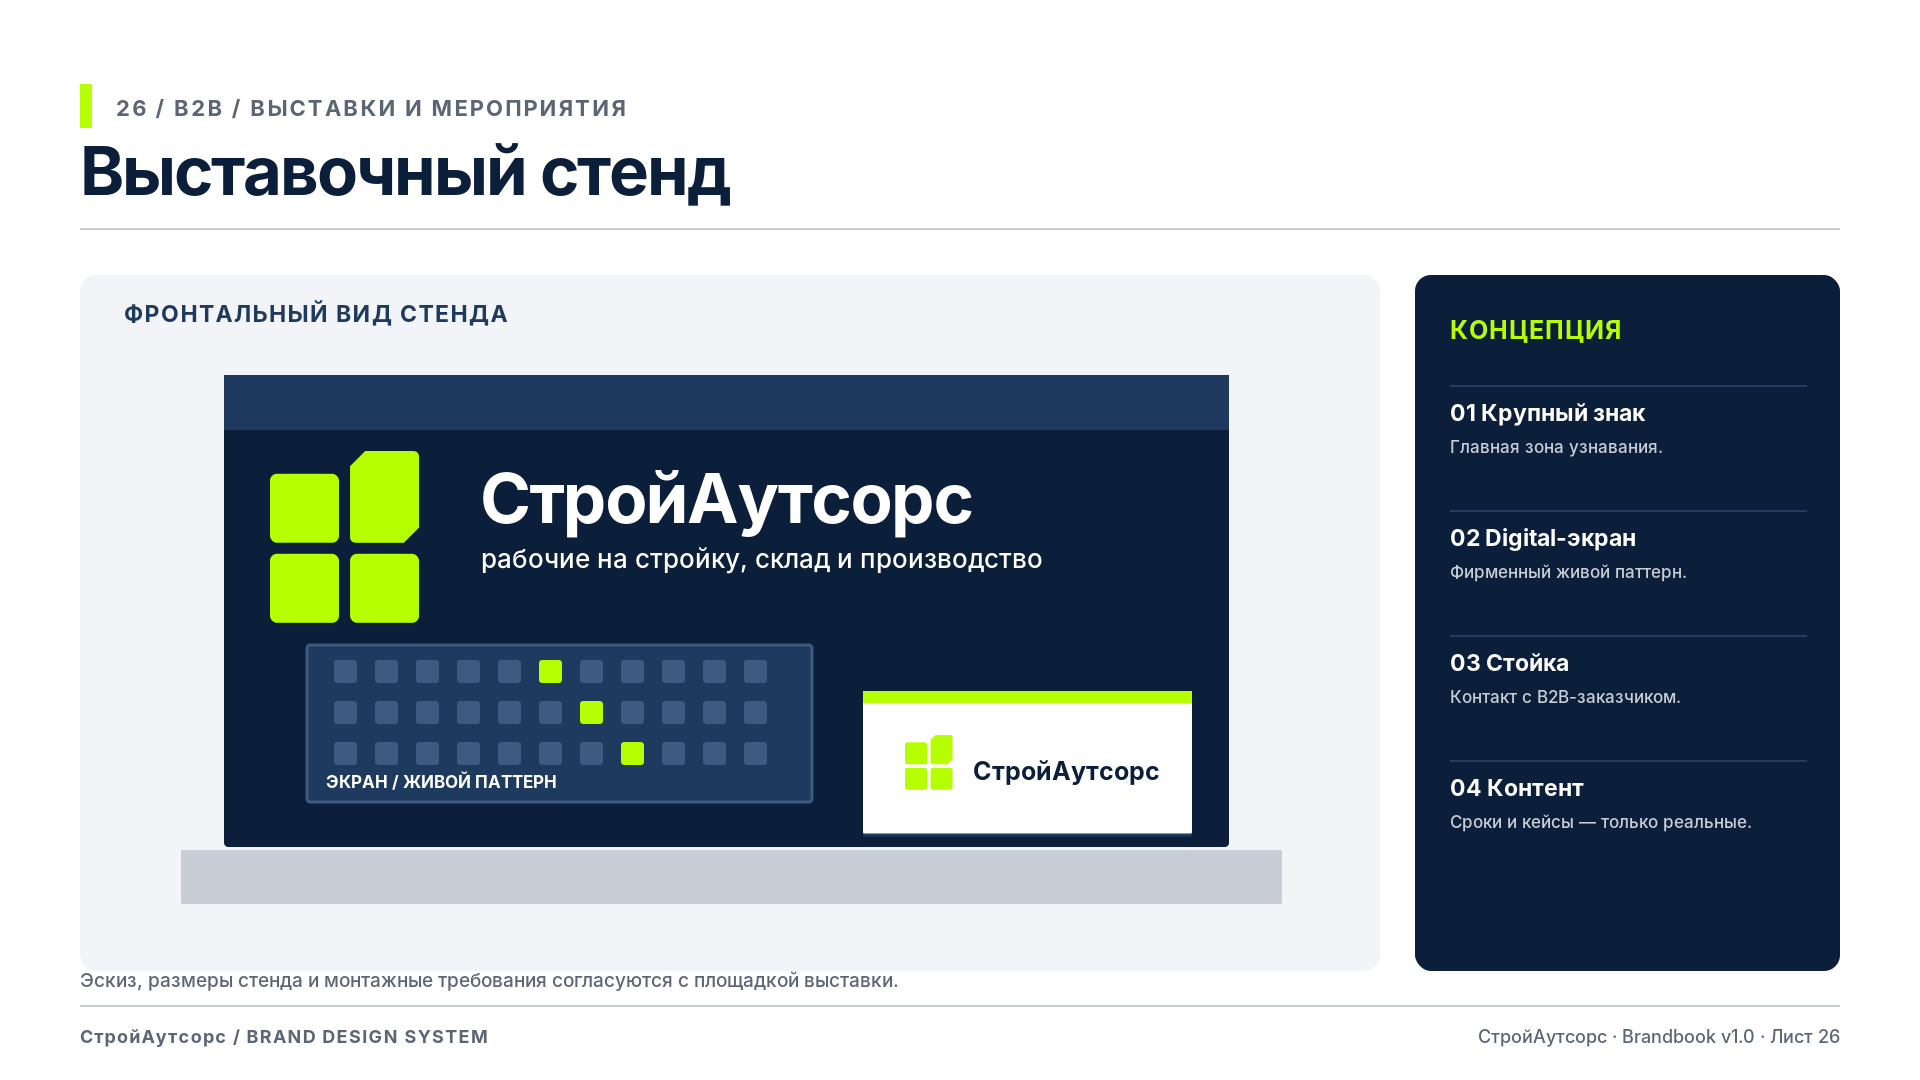 26 / B2B / ВЫСТАВКИ И МЕРОПРИЯТИЯ
Выставочный стенд
ФРОНТАЛЬНЫЙ ВИД СТЕНДА
СтройАутсорс
рабочие на стройку, склад и производство
ЭКРАН / ЖИВОЙ ПАТТЕРН
СтройАутсорс
КОНЦЕПЦИЯ
01 Крупный знак
Главная зона узнавания.
02 Digital-экран
Фирменный живой паттерн.
03 Стойка
Контакт с B2B-заказчиком.
04 Контент
Сроки и кейсы — только реальные.
Эскиз, размеры стенда и монтажные требования согласуются с площадкой выставки.
СтройАутсорс / BRAND DESIGN SYSTEM
СтройАутсорс · Brandbook v1.0 · Лист 26